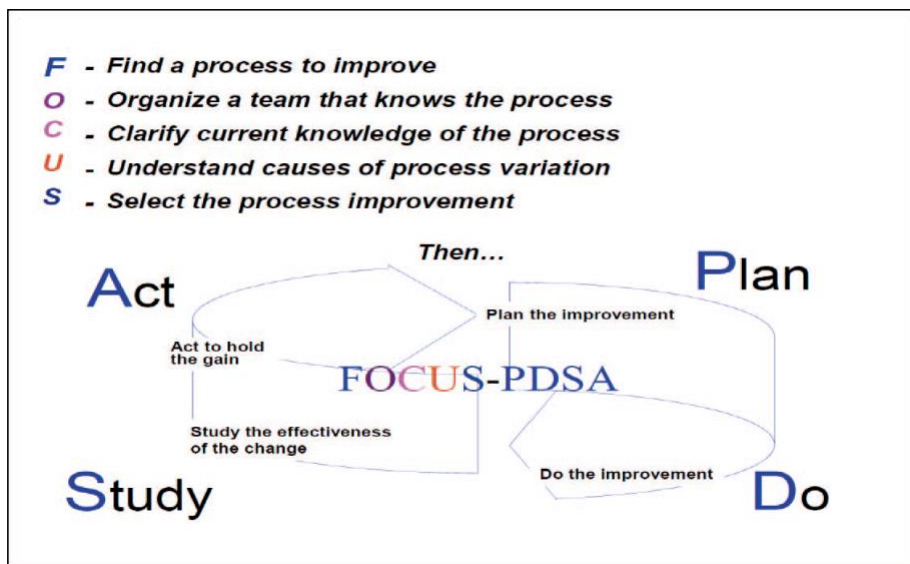 F - Find a process to improve
O - Organize a team that knows the process
C - Clarify current knowledge of the process
U - Understand causes of process variation
S - Select the process improvement
Then...
Act
Plan
Plan the improvement
Act to hold
the gain
FOCUS-PDSA
Study the effectiveness
of the change
Do the improvement
Study
Do